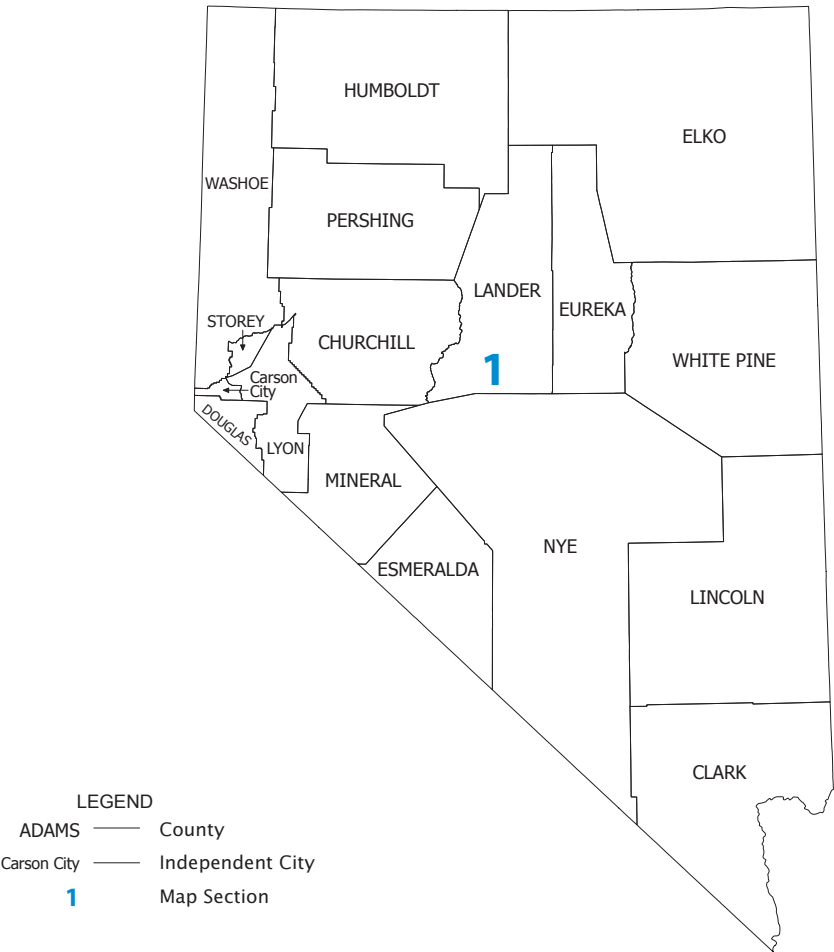 HUMBOLDT
ELKO
WASHOE
PERSHING
LANDER
EUREKA
STOREY
CHURCHILL
WHITE PINE
1
Carson
City
DOUGLAS
LYON
MINERAL
NYE
ESMERALDA
LINCOLN
CLARK
LEGEND
ADAMS County
Carson City Independent City
1 Map Section